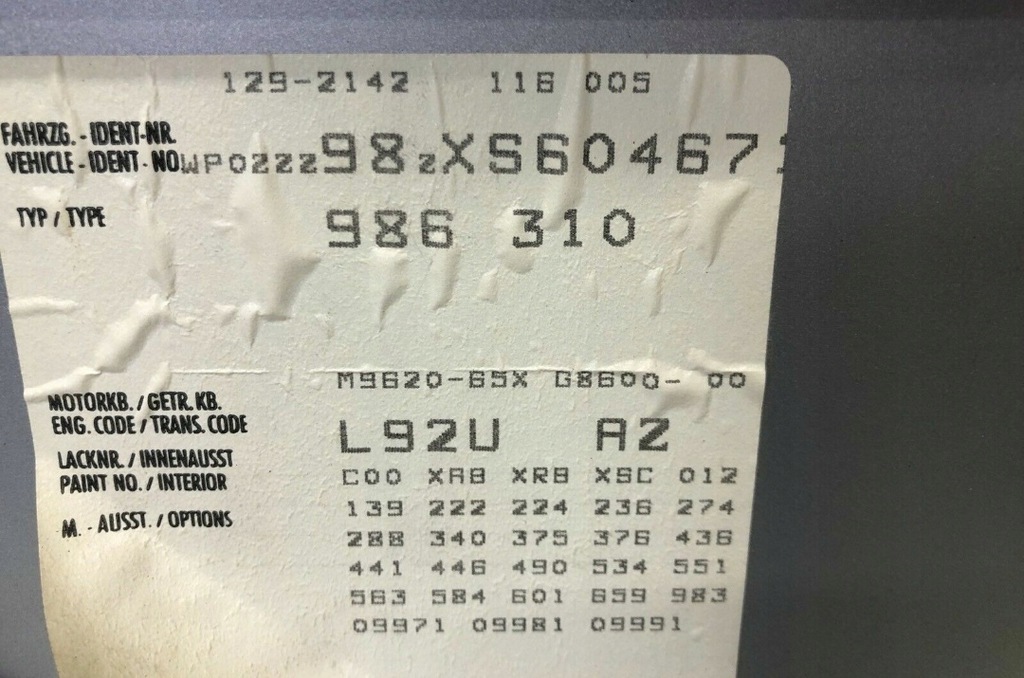 129-2142 116 005
FAHRZG. - IDENT-NR.
VEHICLE - IDENT - NO. WP0ZZZ98ZXS604671
TYP / TYPE 986 310
M9620-65X G8600- 00
MOTORKB. / GETR. KB.
ENG. CODE / TRANS. CODE
L92U AZ
LACKNR. / INNENAUSST
PAINT NO. / INTERIOR
C00 XAB XRB XSC 012
139 222 224 236 274
M. - AUSST. / OPTIONS
288 340 375 376 436
441 446 490 534 551
563 584 601 659 983
09971 09981 09991